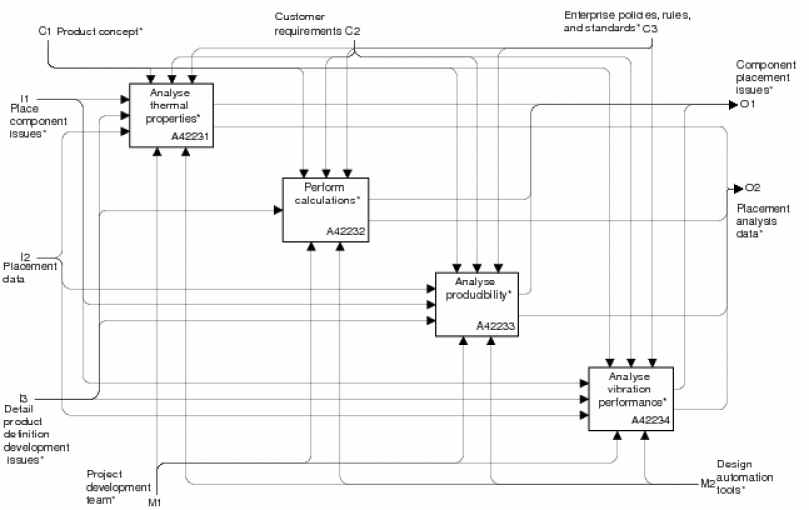 C1 Product concept*
Customer
requirements C2
Enterprise policies, rules,
and standards* C3
Component
placement
issues*
O1
I1
Place
component
issues*
Analyse
thermal
properties*
A42231
Perform
calculations*
A42232
O2
Placement
analysis
data*
I2
Placement
data
Analyse
producibility*
A42233
Analyse
vibration
performance*
A42234
I3
Detail
product
definition
development
issues*
Project
development
team*
M1
M2
Design
automation
tools*